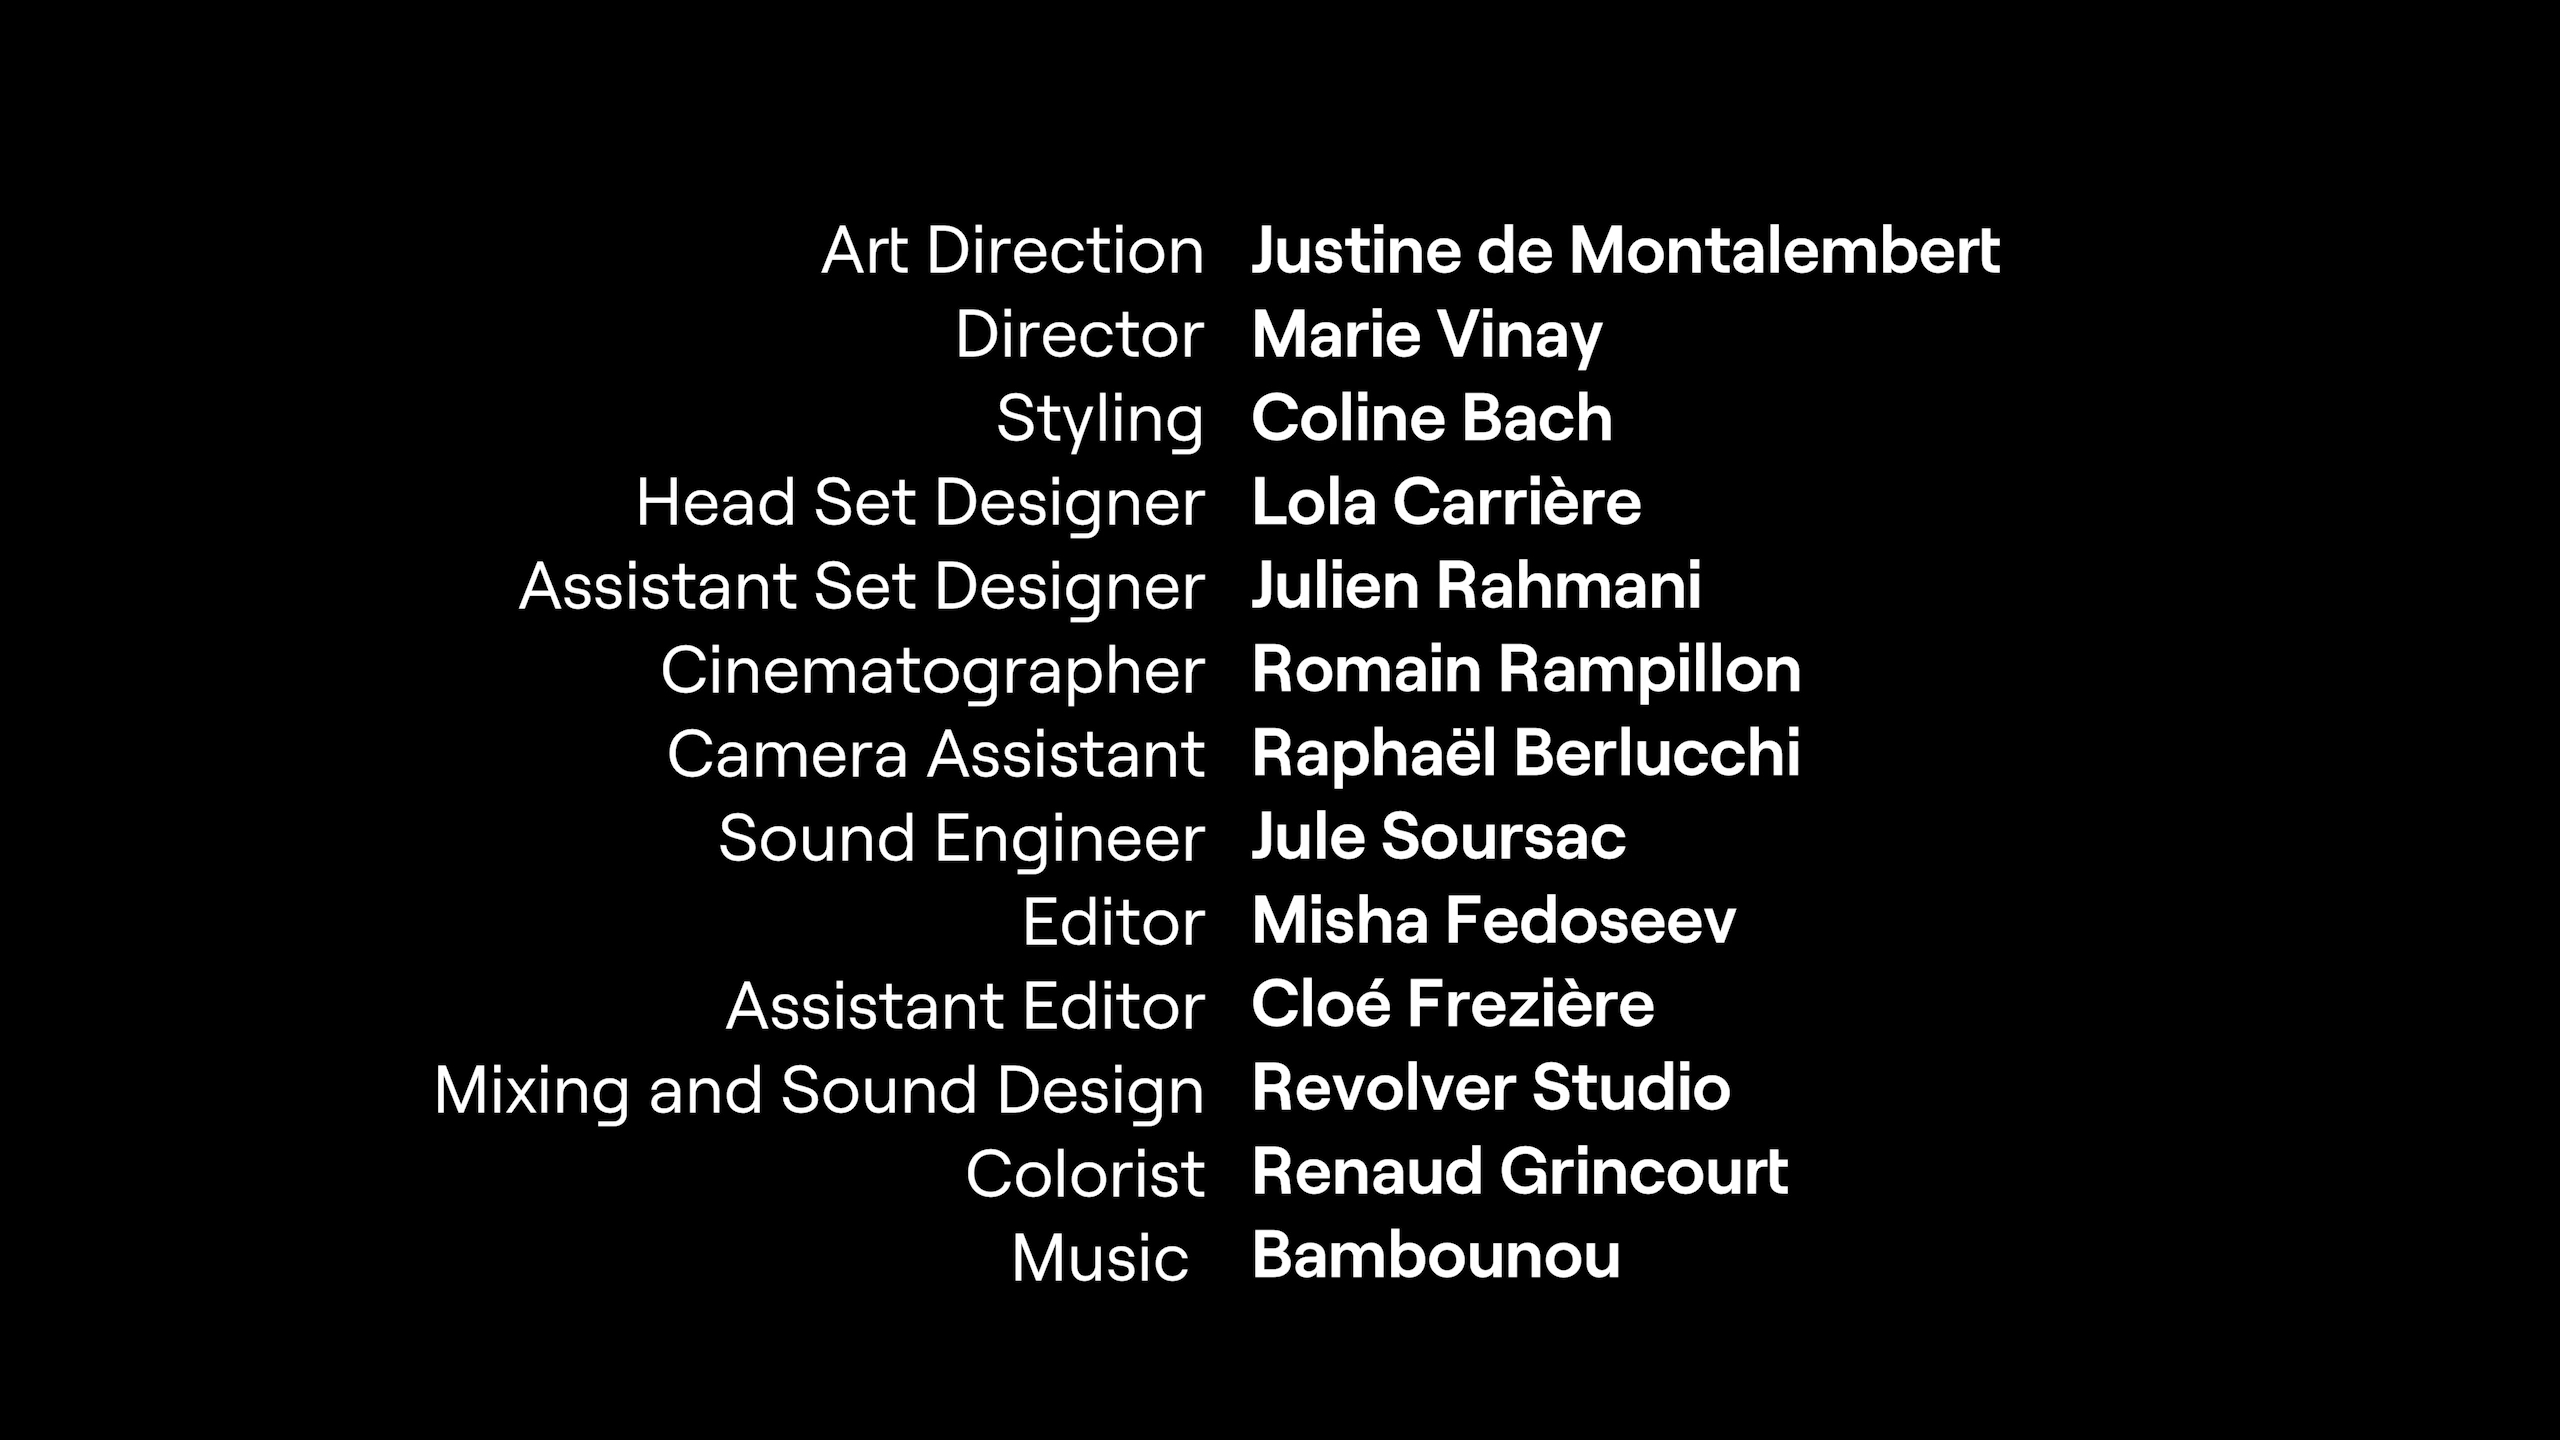 Art Direction Justine de Montalembert
Director Marie Vinay
Styling Coline Bach
Head Set Designer Lola Carrière
Assistant Set Designer Julien Rahmani
Cinematographer Romain Rampillon
Camera Assistant Raphaël Berlucchi
Sound Engineer Jule Soursac
Editor Misha Fedoseev
Assistant Editor Cloé Frezière
Mixing and Sound Design Revolver Studio
Colorist Renaud Grincourt
Music Bambounou